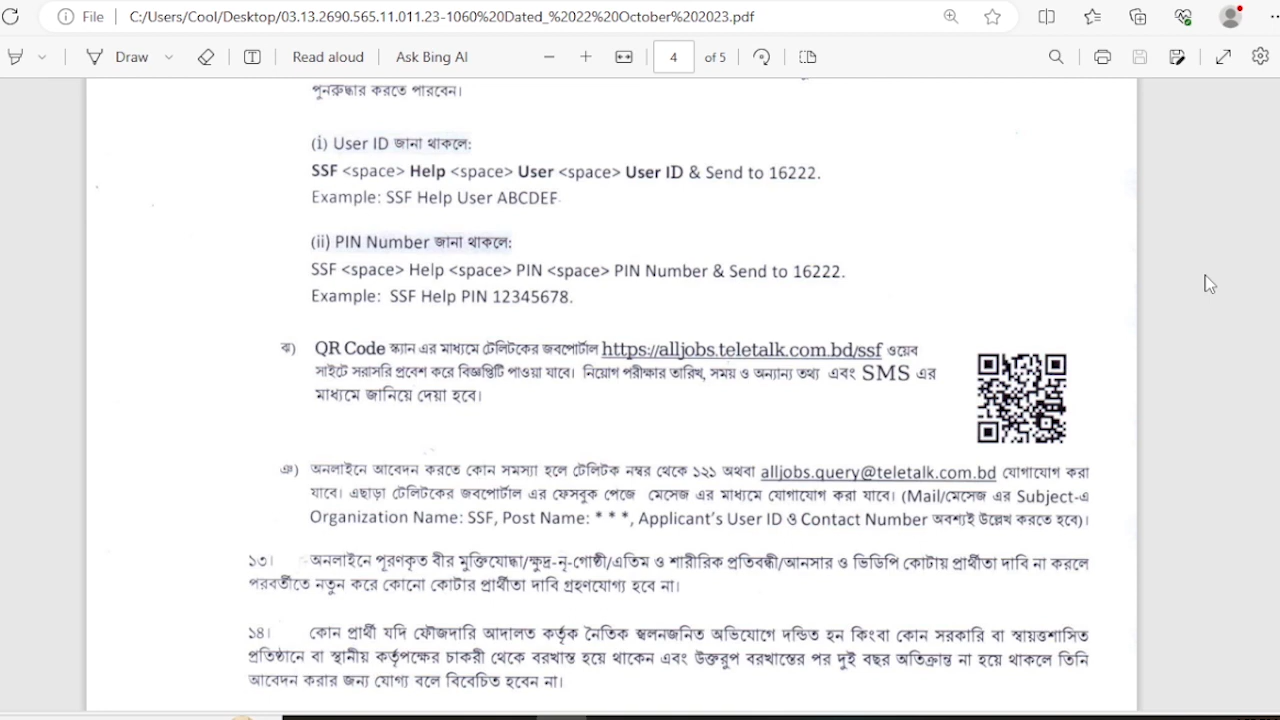 File
C:/Users/Cool/Desktop/03.13.2690.565.11.011.23-1060%20Dated_%2022%20October%202023.pdf
Draw
Read aloud
Ask Bing AI
4
of 5
পুনরুদ্ধার করতে পারবেন।
(i) User ID জানা থাকলে:
SSF <space> Help <space> User <space> User ID & Send to 16222.
Example: SSF Help User ABCDEF
(ii) PIN Number জানা থাকলে:
SSF <space> Help <space> PIN <space> PIN Number & Send to 16222.
Example: SSF Help PIN 12345678.
ক) QR Code স্ক্যান এর মাধ্যমে টেলিটকের জবপোর্টাল https://alljobs.teletalk.com.bd/ssf ওয়েব
সাইটে সরাসরি প্রবেশ করে বিজ্ঞপ্তিটি পাওয়া যাবে। নিয়োগ পরীক্ষার তারিখ, সময় ও অন্যান্য তথ্য এবং SMS এর
মাধ্যমে জানিয়ে দেয়া হবে।
ঞ) অনলাইনে আবেদন করতে কোন সমস্যা হলে টেলিটক নম্বর থেকে ১২১ অথবা alljobs.query@teletalk.com.bd যোগাযোগ করা
যাবে। এছাড়া টেলিটকের জবপোর্টাল এর ফেসবুক পেজে মেসেজ এর মাধ্যমে যোগাযোগ করা যাবে। (Mail/মেসেজ এর Subject-এ
Organization Name: SSF, Post Name: * * *, Applicant's User ID ও Contact Number অবশ্যই উল্লেখ করতে হবে)।
১৩। অনলাইনে পূরণকৃত বীর মুক্তিযোদ্ধা/ক্ষুদ্র-নৃ-গোষ্ঠী/এতিম ও শারীরিক প্রতিবন্ধী/আনসার ও ভিডিপি কোটায় প্রার্থীতা দাবি না করলে
পরবর্তীতে নতুন করে কোনো কোটার প্রার্থীতা দাবি গ্রহণযোগ্য হবে না।
১৪। কোন প্রার্থী যদি ফৌজদারি আদালত কর্তৃক নৈতিক স্খলনজনিত অভিযোগে দন্ডিত হন কিংবা কোন সরকারি বা স্বায়ত্তশাসিত
প্রতিষ্ঠানে বা স্থানীয় কর্তৃপক্ষের চাকরী থেকে বরখাস্ত হয়ে থাকেন এবং উক্তরুপ বরখাস্তের পর দুই বছর অতিক্রান্ত না হয়ে থাকলে তিনি
আবেদন করার জন্য যোগ্য বলে বিবেচিত হবেন না।